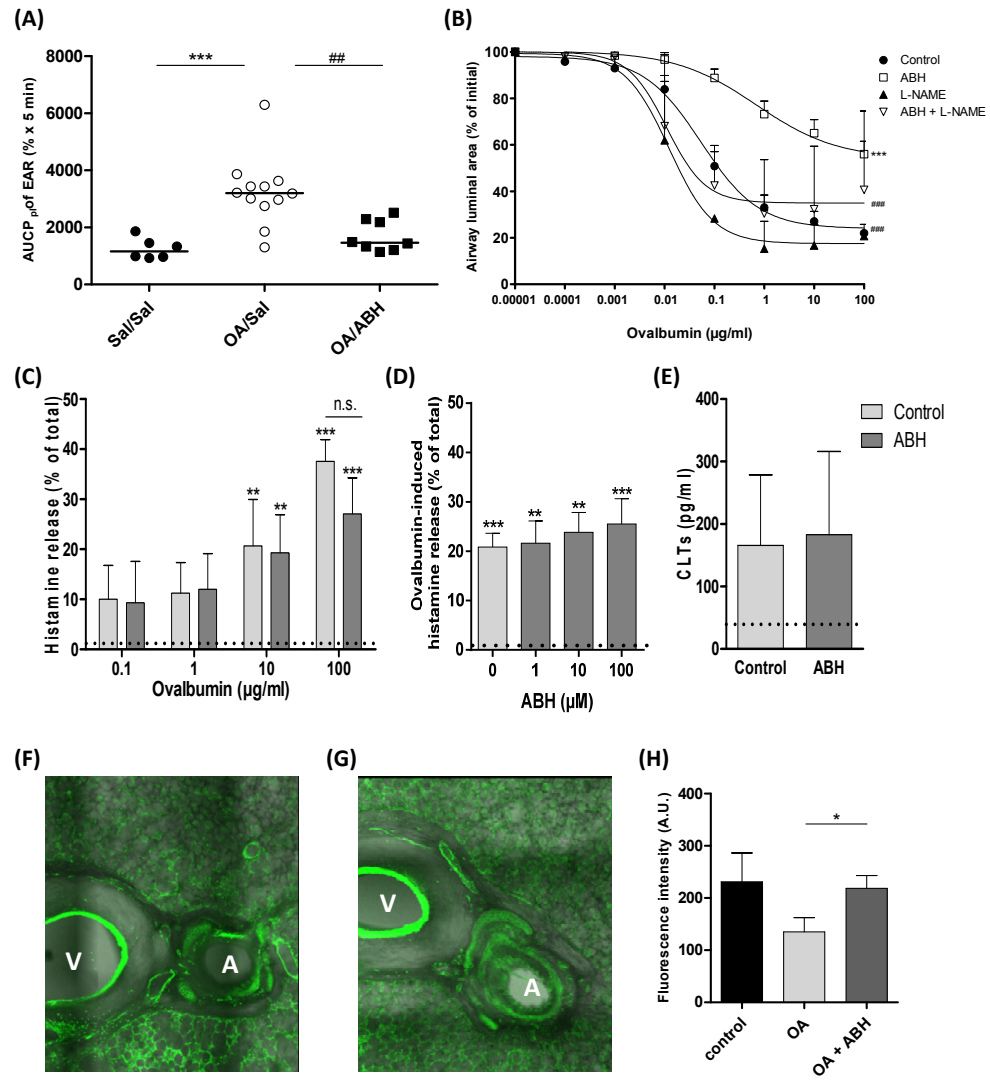 (A)
AUCP pf of EAR (% x 5 min)
8000
6000
4000
2000
0
***
##
Sal/Sal
OA/Sal
OA/ABH
(B)
Airway luminal area (% of initial)
100
80
60
40
20
0
***
###
###
0.00001
0.0001
0.001
0.01
0.1
1
10
100
Ovalbumin (µg/ml)
Control
ABH
L-NAME
ABH + L-NAME
(C)
Histamine release (% of total)
50
40
30
20
10
0
**
**
***
***
n.s.
0.1
1
10
100
Ovalbumin (µg/ml)
(D)
Ovalbumin-induced
histamine release (% of total)
50
40
30
20
10
0
***
**
**
***
0
1
10
100
ABH (µM)
(E)
CLTs (pg/ml)
400
300
200
100
0
Control
ABH
Control
ABH
(F)
V
A
(G)
V
A
(H)
Fluorescence intensity (A.U.)
400
300
200
100
0
*
control
OA
OA + ABH